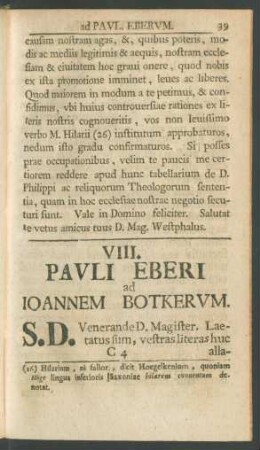 ad PAVL. EBERVM. 39
causam nostram agas, &, quibus poteris, mo-
dis ac mediis legitimis & aequis, nostram eccle-
siam & ciuitatem hoc graui onere, quod nobis
ex ista promotione imminet, leues ac liberes.
Quod maiorem in modum a te petimus, & con-
fidimus, vbi huius controuersiae rationes ex li-
teris nostris cognoueritis, vos non leuissimo
verbo M. Hilarii (26) institutum approbaturos,
nedum isto gradu confirmaturos. Si posses
prae occupationibus, velim te paucis me cer-
tiorem reddere apud hunc tabellarium de D.
Philippi ac reliquorum Theologorum senten-
tia, quam in hoc ecclesiae nostrae negotio secu-
turi sunt. Vale in Domino feliciter. Salutat
te vetus amicus tuus D. Mag. Westphalus.
VIII.
PAVLI EBERI
ad
IOANNEM BOTKERVM.
S.D. Venerande D. Magister. Lae-
tatus sum, vestras literas huc
C 4 alla-
(26) Hilarium, ni fallor, dicit Hoegelkenium, quoniam
lingua inferioris Saxoniae hilarem
notat.